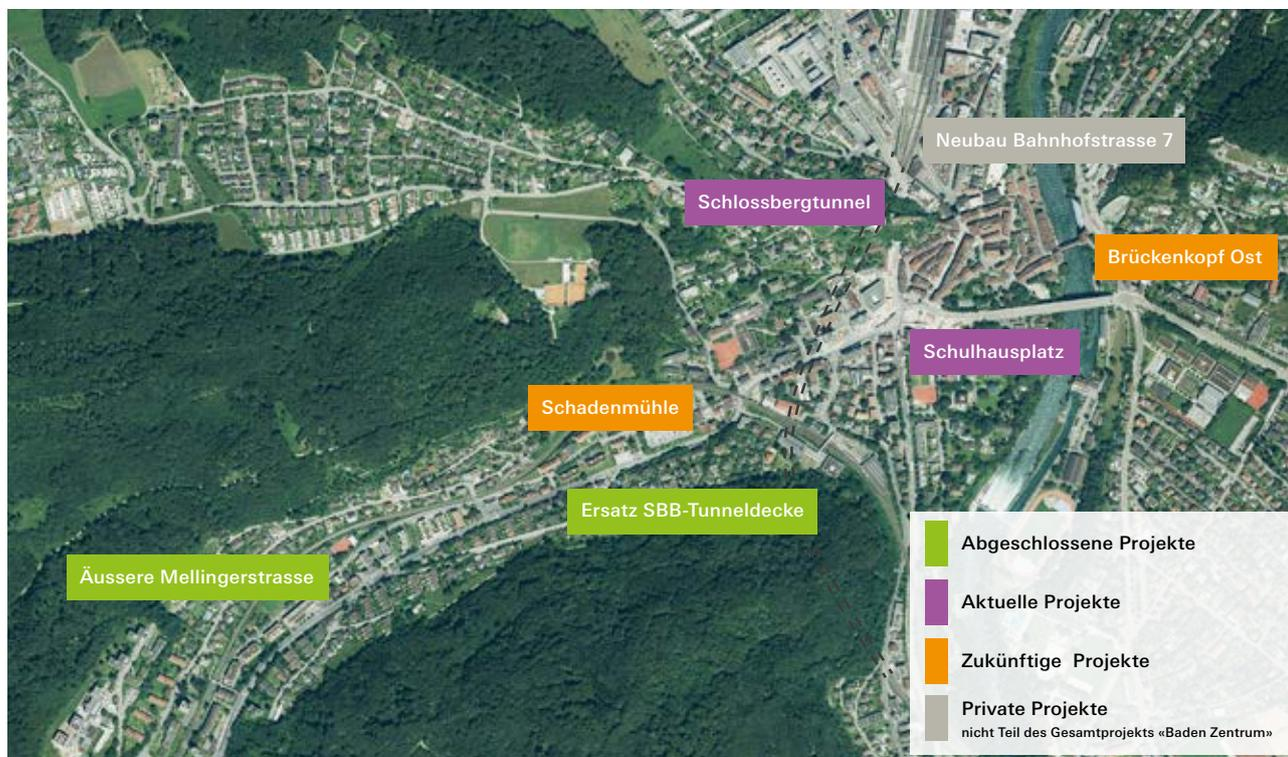 Neubau Bahnhofstrasse 7
Schlossbergtunnel
Brückenkopf Ost
Schulhausplatz
Schadenmühle
Ersatz SBB-Tunneldecke
Äussere Mellingerstrasse
Abgeschlossene Projekte
Aktuelle Projekte
Zukünftige Projekte
Private Projekte
nicht Teil des Gesamtprojekts «Baden Zentrum»